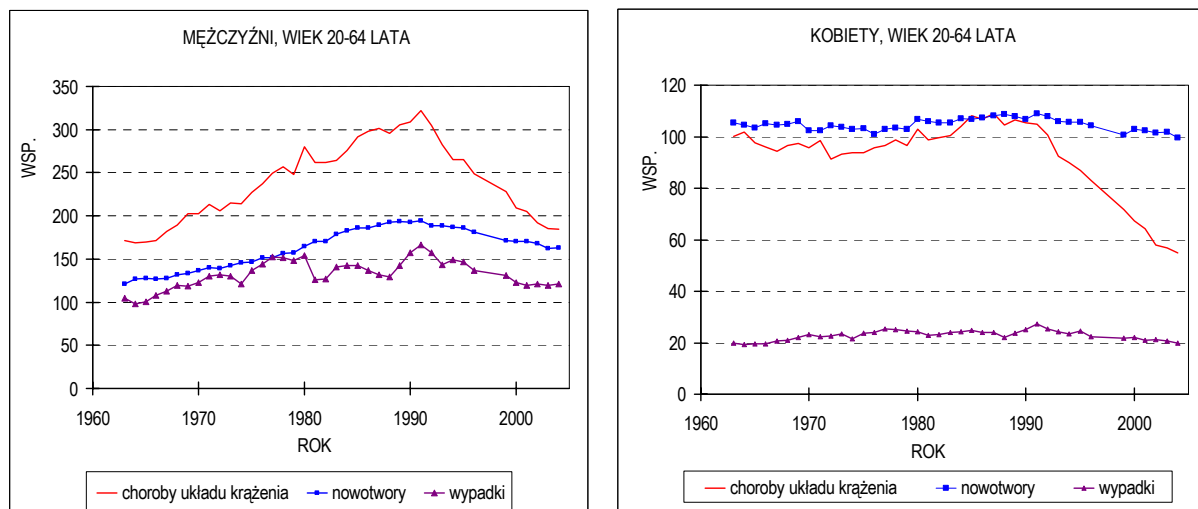 MĘŻCZYŹNI, WIEK 20-64 LATA
350
300
250
200
150
100
50
0
WSP.
1960 1970 1980 1990 2000
ROK
choroby układu krążenia nowotwory wypadki
KOBIETY, WIEK 20-64 LATA
120
100
80
60
40
20
0
WSP.
1960 1970 1980 1990 2000
ROK
choroby układu krążenia nowotwory wypadki